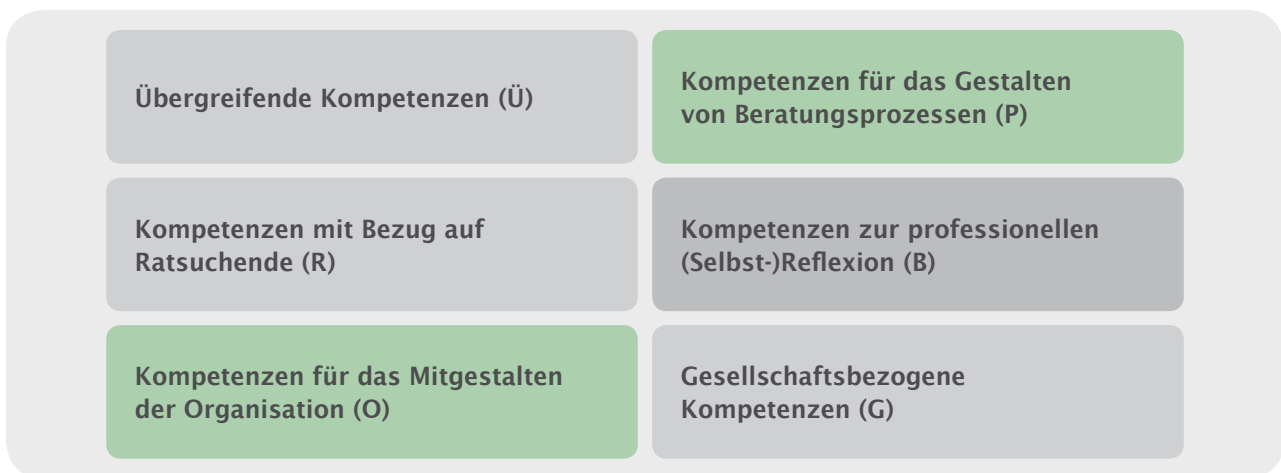 Übergreifende Kompetenzen (Ü)
Kompetenzen für das Gestalten
von Beratungsprozessen (P)
Kompetenzen mit Bezug auf
Ratsuchende (R)
Kompetenzen zur professionellen
(Selbst-)Reflexion (B)
Kompetenzen für das Mitgestalten
der Organisation (O)
Gesellschaftsbezogene
Kompetenzen (G)